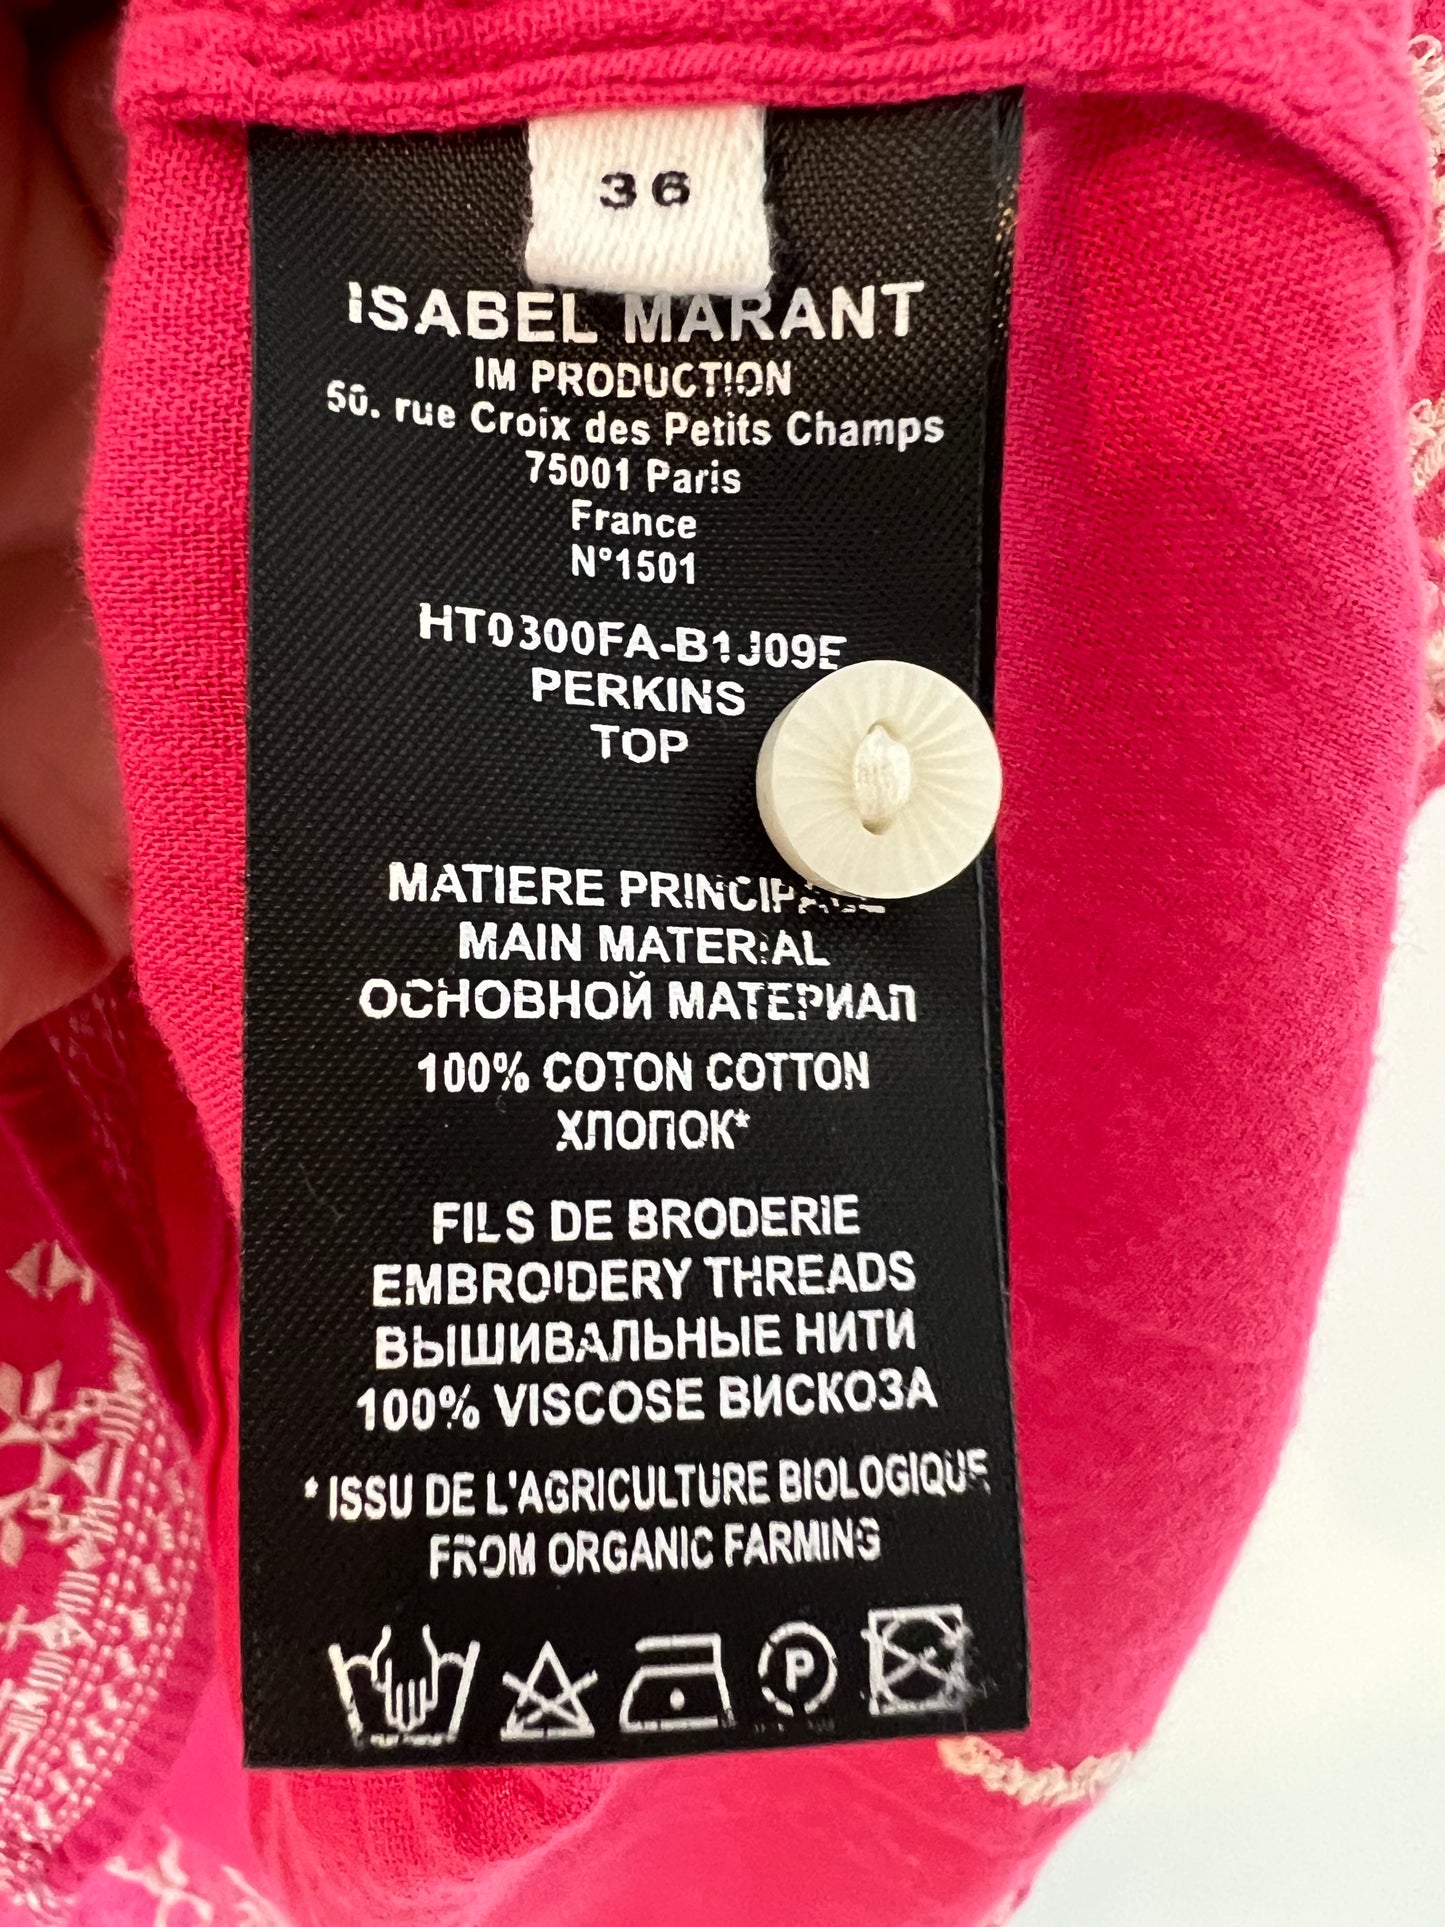 36
ISABEL MARANT
IM PRODUCTION
50. rue Croix des Petits Champs
75001 Paris
France
N°1501
HT0300FA-B1J09E
PERKINS
TOP
MATIERE PRINCIPALE
MAIN MATERIAL
ОСНОВНОЙ МАТЕРИАЛ
100% COTON COTTON
ХЛОПОК*
FILS DE BRODERIE
EMBROIDERY THREADS
ВЫШИВАЛЬНЫЕ НИТИ
100% VISCOSE ВИСКОЗА
*ISSU DE L'AGRICULTURE BIOLOGIQUE
FROM ORGANIC FARMING
P